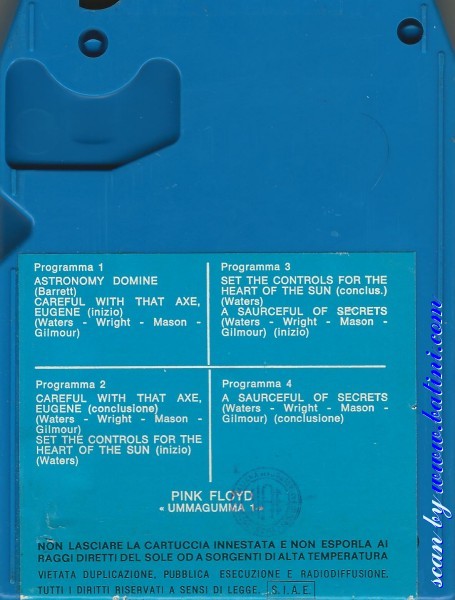 Programma 1
ASTRONOMY DOMINE
(Barrett)
CAREFUL WITH THAT AXE,
EUGENE (inizio)
(Waters - Wright - Mason -
Gilmour)
Programma 3
SET THE CONTROLS FOR THE
HEART OF THE SUN (conclus.)
(Waters)
A SAURCEFUL OF SECRETS
(Waters - Wright - Mason -
Gilmour) (inizio)
Programma 2
CAREFUL WITH THAT AXE,
EUGENE (conclusione)
(Waters - Wright - Mason -
Gilmour)
SET THE CONTROLS FOR THE
HEART OF THE SUN (inizio)
(Waters)
Programma 4
A SAURCEFUL OF SECRETS
(Waters - Wright - Mason -
Gilmour) (conclusione)
PINK FLOYD
« UMMAGUMMA 1 »
NON LASCIARE LA CARTUCCIA INNESTATA E NON ESPORLA AI
RAGGI DIRETTI DEL SOLE OD A SORGENTI DI ALTA TEMPERATURA
VIETATA DUPLICAZIONE, PUBBLICA ESECUZIONE E RADIODIFFUSIONE.
TUTTI I DIRITTI RISERVATI A SENSI DI LEGGE. S.I.A.E.
scan by www.batini.com